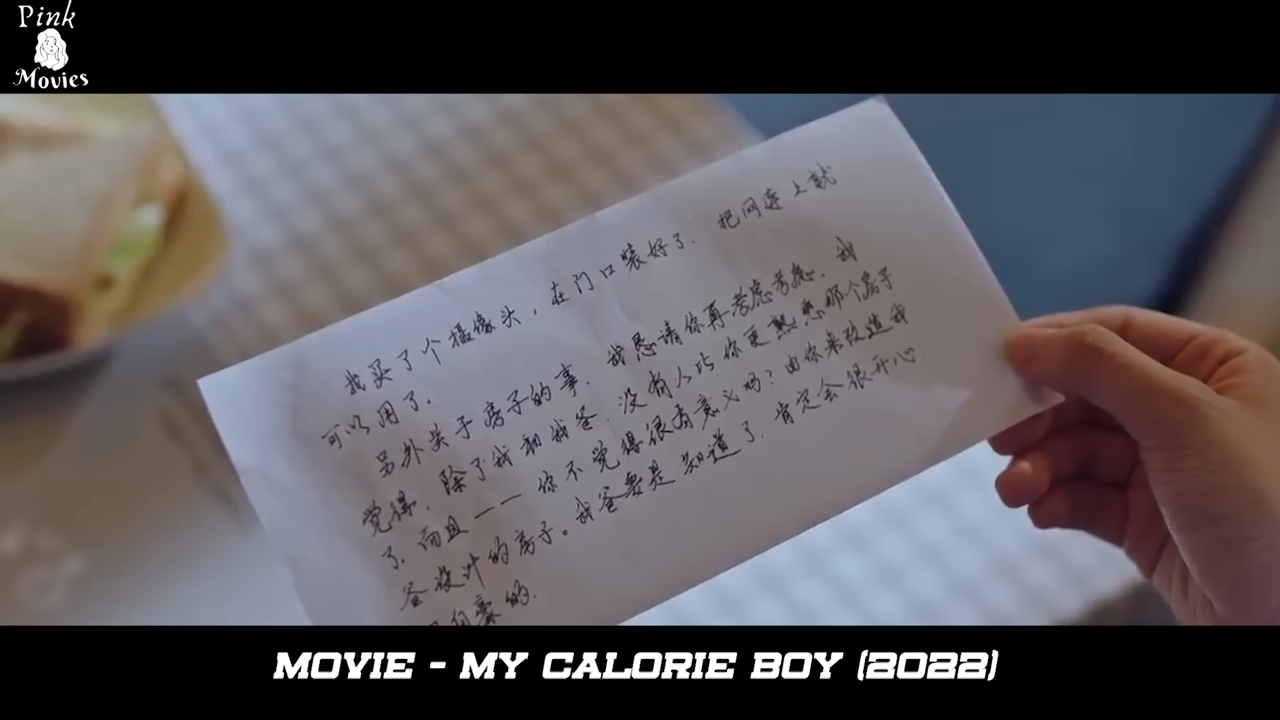 Pink
Movies
我买了个摄像头，在门口装好了. 把网连上就
可以用了.
另外关于房子的事. 我恳请你再考虑考虑. 我
觉得. 除了我和我爸. 没有人比你更熟悉那个房子
了. 而且——你不觉得很有意义吗? 由你来改造我
爸设计的房子。我爸要是知道了. 肯定会很开心.
自豪的.
MOVIE - MY CALORIE BOY (2022)